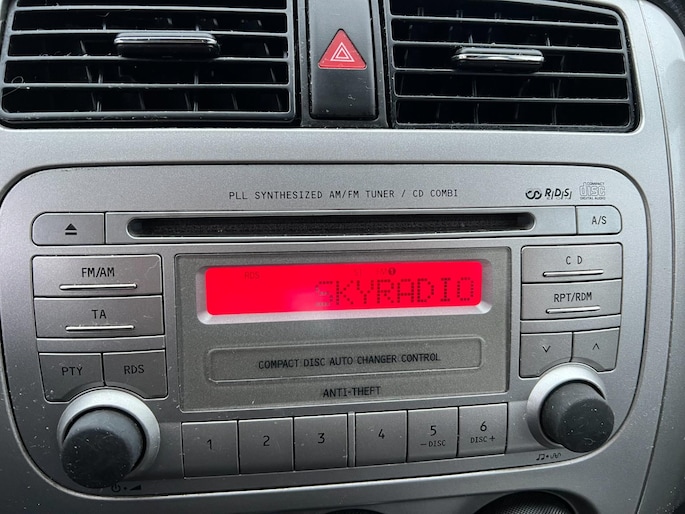 PLL SYNTHESIZED AM/FM TUNER / CD COMBI
R·D·S
COMPACT
disc
DIGITAL AUDIO
A/S
FM/AM
RDS
SKYRADIO
CD
TA
RPT/RDM
PTY
RDS
COMPACT DISC AUTO CHANGER CONTROL
ANTI-THEFT
1
2
3
4
5
6
−DISC
DISC+